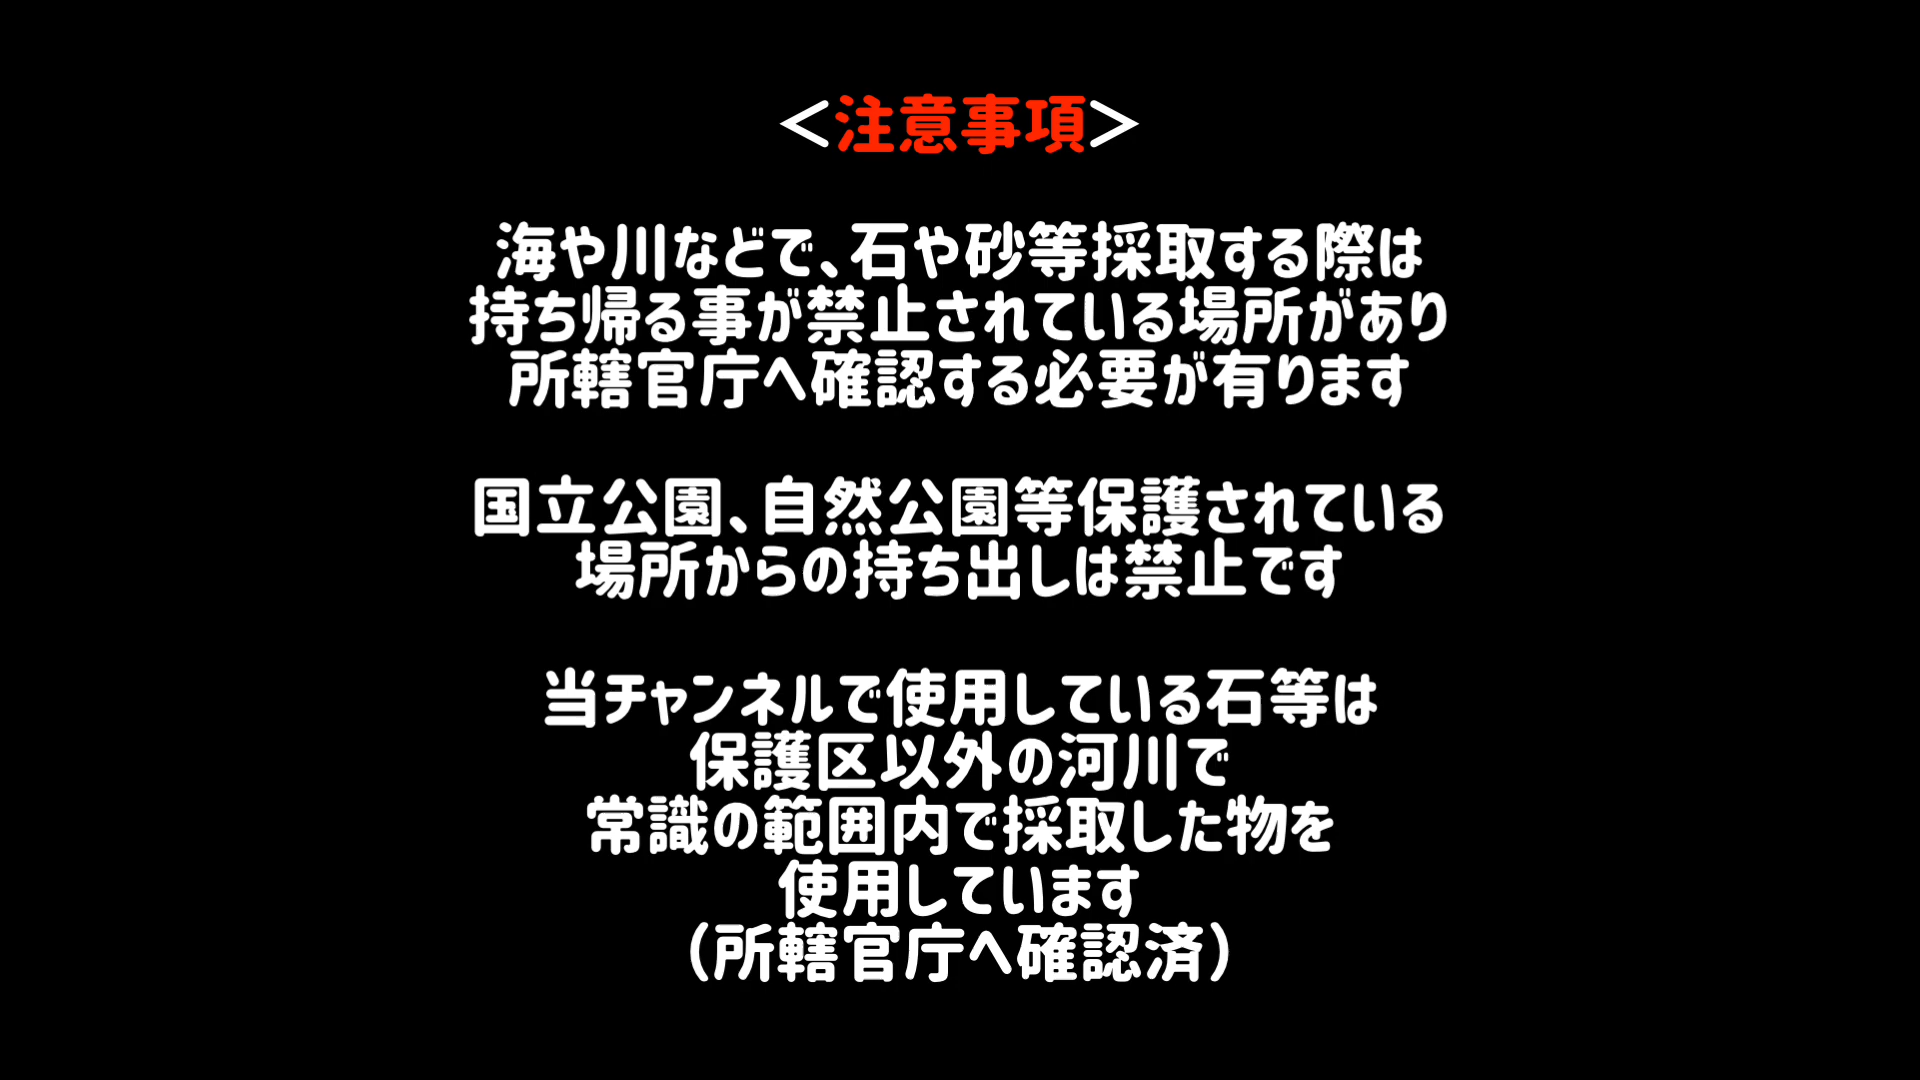 ＜注意事項＞
海や川などで、石や砂等採取する際は
持ち帰る事が禁止されている場所があり
所轄官庁へ確認する必要が有ります
国立公園、自然公園等保護されている
場所からの持ち出しは禁止です
当チャンネルで使用している石等は
保護区以外の河川で
常識の範囲内で採取した物を
使用しています
（所轄官庁へ確認済）